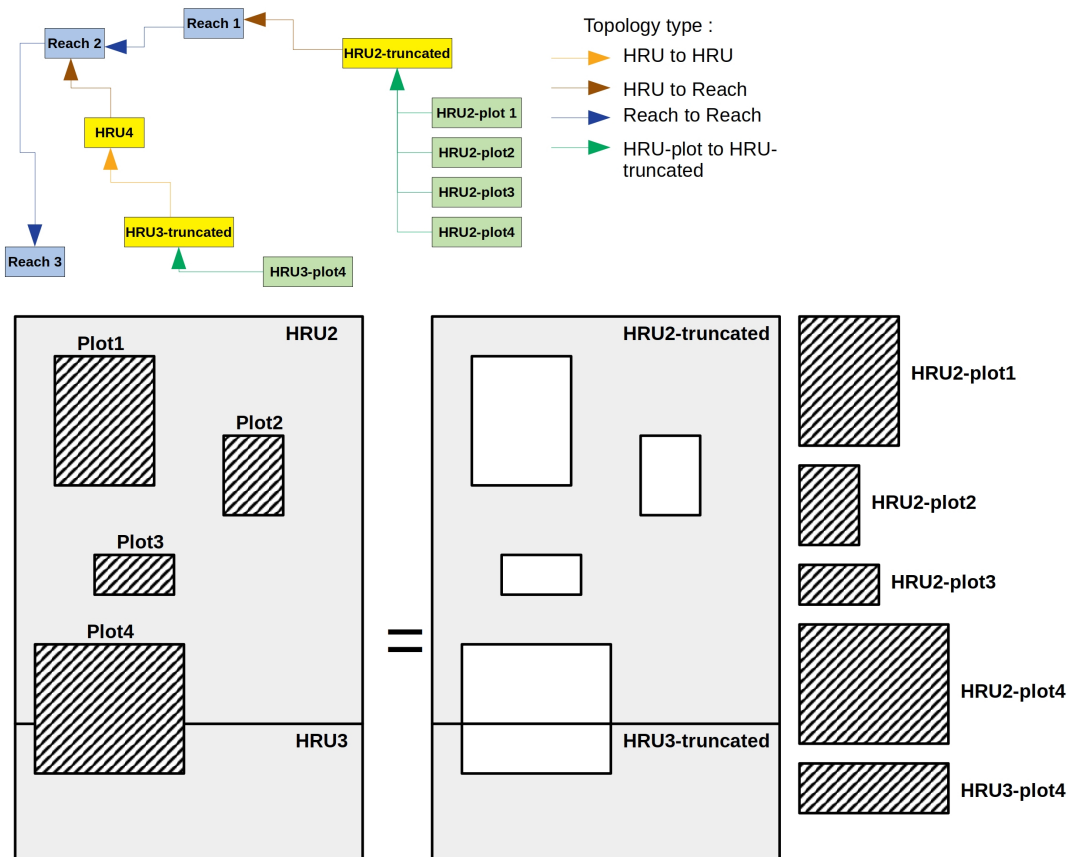 Reach 1
Reach 2
HRU2-truncated
HRU2-plot 1
HRU4
HRU2-plot2
HRU2-plot3
HRU3-truncated
HRU2-plot4
Reach 3
HRU3-plot4
Topology type :
HRU to HRU
HRU to Reach
Reach to Reach
HRU-plot to HRU-
truncated
HRU2
Plot1
Plot2
Plot3
Plot4
HRU3
=
HRU2-truncated
HRU3-truncated
HRU2-plot1
HRU2-plot2
HRU2-plot3
HRU2-plot4
HRU3-plot4